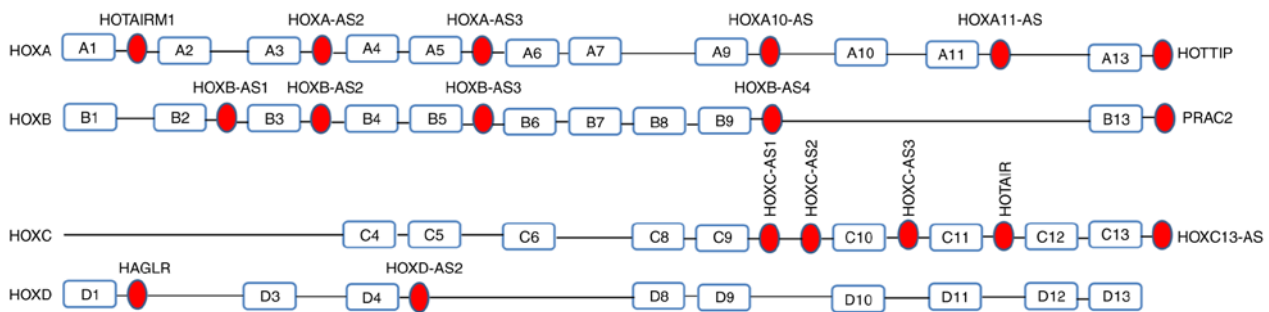 HOTAIRM1 HOXA-AS2 HOXA-AS3 HOXA10-AS HOXA11-AS
HOXA A1 A2 A3 A4 A5 A6 A7 A9 A10 A11 A13 HOTTIP
HOXB-AS1 HOXB-AS2 HOXB-AS3 HOXB-AS4
HOXB B1 B2 B3 B4 B5 B6 B7 B8 B9 B13 PRAC2
HOXC-AS1 HOXC-AS2 HOXC-AS3 HOTAIR
HOXC C4 C5 C6 C8 C9 C10 C11 C12 C13 HOXC13-AS
HAGLR HOXD-AS2
HOXD D1 D3 D4 D8 D9 D10 D11 D12 D13